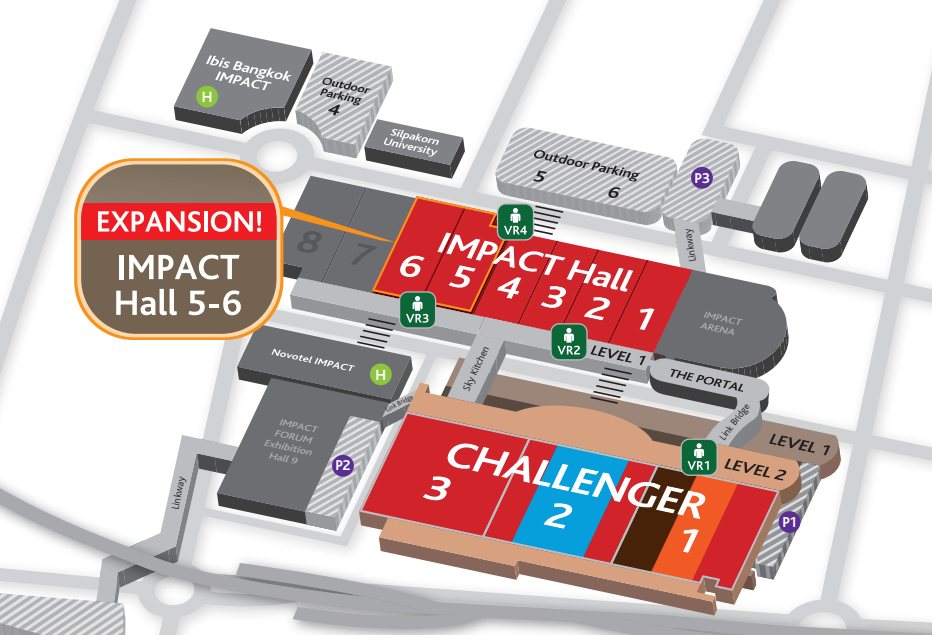 Ibis Bangkok
IMPACT
H
Outdoor
Parking
4
Silpakorn
University
Outdoor Parking
5
6
P3
Linkway
EXPANSION!
IMPACT
Hall 5-6
8
7
6
5
4
3
2
1
IMPACT Hall
VR4
VR3
VR2
IMPACT
ARENA
LEVEL 1
THE PORTAL
Novotel IMPACT
H
Sky Kitchen
Link Bridge
Link Bridge
IMPACT
FORUM
Exhibition
Hall 9
P2
Linkway
CHALLENGER
3
2
1
VR1
LEVEL 1
LEVEL 2
P1